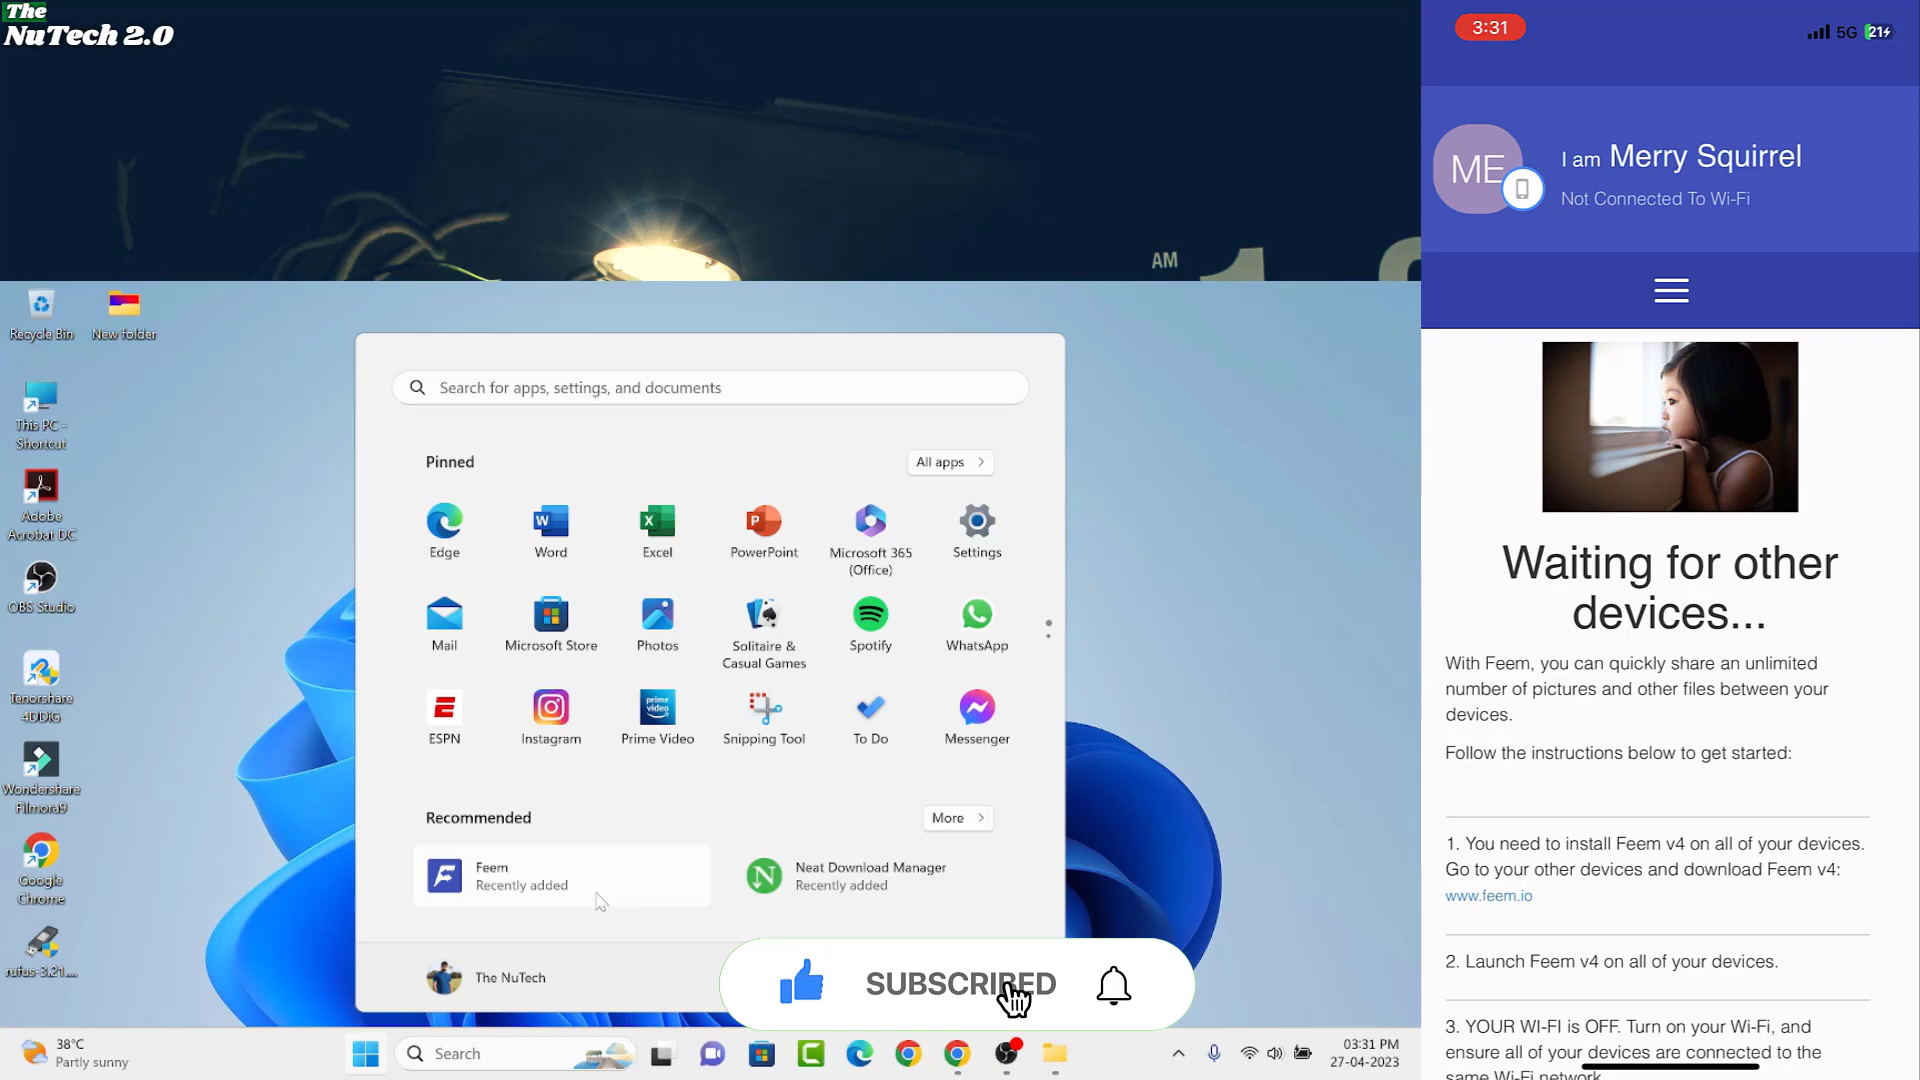 The
NuTech 2.0
AM
Recycle Bin
New folder
This PC -
Shortcut
Adobe
Acrobat DC
OBS Studio
Tenorshare
4DDiG
Wondershare
Filmora9
Google
Chrome
rufus-3.21....
Search for apps, settings, and documents
Pinned
All apps
Edge
Word
Excel
PowerPoint
Microsoft 365
(Office)
Settings
Mail
Microsoft Store
Photos
Solitaire &
Casual Games
Spotify
WhatsApp
ESPN
Instagram
prime
video
Prime Video
Snipping Tool
To Do
Messenger
Recommended
More
Feem
Recently added
Neat Download Manager
Recently added
The NuTech
SUBSCRIBED
38°C
Partly sunny
Search
03:31 PM
27-04-2023
3:31
5G
21
ME
I am Merry Squirrel
Not Connected To Wi-Fi
Waiting for other
devices...
With Feem, you can quickly share an unlimited
number of pictures and other files between your
devices.
Follow the instructions below to get started:
1. You need to install Feem v4 on all of your devices.
Go to your other devices and download Feem v4:
www.feem.io
2. Launch Feem v4 on all of your devices.
3. YOUR WI-FI is OFF. Turn on your Wi-Fi, and
ensure all of your devices are connected to the
same Wi-Fi network